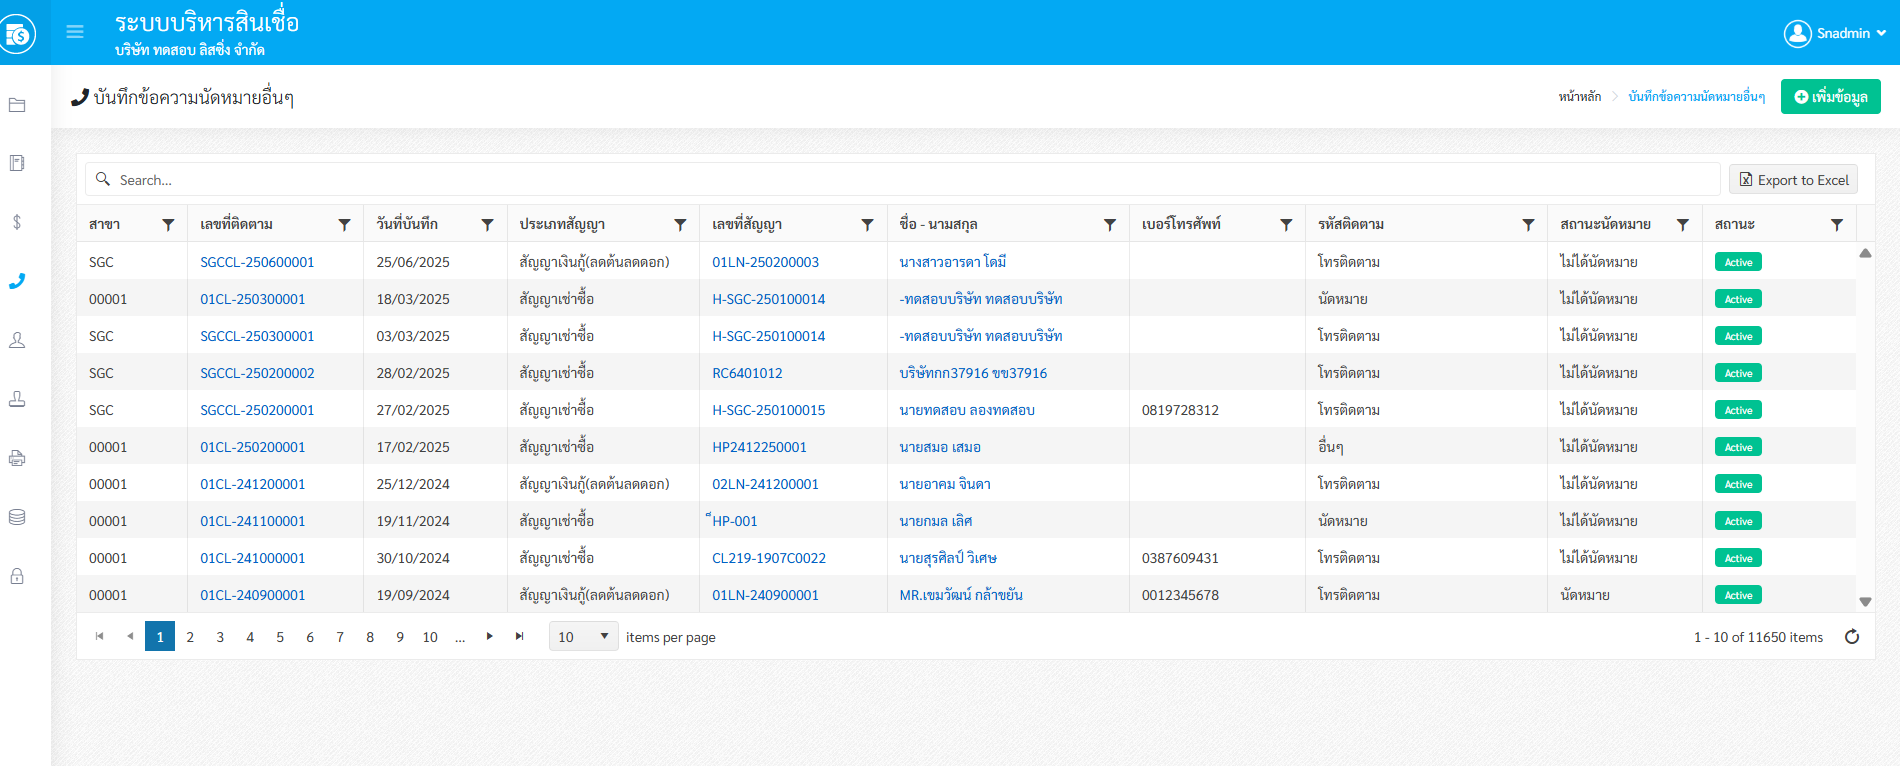 ระบบบริหารสินเชื่อ
บริษัท ทดสอบ ลิสซิ่ง จำกัด
Snadmin
บันทึกข้อความนัดหมายอื่นๆ
หน้าหลัก > บันทึกข้อความนัดหมายอื่นๆ
เพิ่มข้อมูล
Search...
Export to Excel
สาขา เลขที่ติดตาม วันที่บันทึก ประเภทสัญญา เลขที่สัญญา ชื่อ - นามสกุล เบอร์โทรศัพท์ รหัสติดตาม สถานะนัดหมาย สถานะ
SGC SGCCL-250600001 25/06/2025 สัญญาเงินกู้(ลดต้นลดดอก) 01LN-250200003 นางสาวอารดา โดมี โทรติดตาม ไม่ได้นัดหมาย Active
00001 01CL-250300001 18/03/2025 สัญญาเช่าซื้อ H-SGC-250100014 -ทดสอบบริษัท ทดสอบบริษัท นัดหมาย ไม่ได้นัดหมาย Active
SGC SGCCL-250300001 03/03/2025 สัญญาเช่าซื้อ H-SGC-250100014 -ทดสอบบริษัท ทดสอบบริษัท โทรติดตาม ไม่ได้นัดหมาย Active
SGC SGCCL-250200002 28/02/2025 สัญญาเช่าซื้อ RC6401012 บริษัทกก37916 ขข37916 โทรติดตาม ไม่ได้นัดหมาย Active
SGC SGCCL-250200001 27/02/2025 สัญญาเช่าซื้อ H-SGC-250100015 นายทดสอบ ลองทดสอบ 0819728312 โทรติดตาม ไม่ได้นัดหมาย Active
00001 01CL-250200001 17/02/2025 สัญญาเช่าซื้อ HP2412250001 นายสมอ เสมอ อื่นๆ ไม่ได้นัดหมาย Active
00001 01CL-241200001 25/12/2024 สัญญาเงินกู้(ลดต้นลดดอก) 02LN-241200001 นายอาคม จินดา โทรติดตาม ไม่ได้นัดหมาย Active
00001 01CL-241100001 19/11/2024 สัญญาเช่าซื้อ ็HP-001 นายกมล เลิศ นัดหมาย ไม่ได้นัดหมาย Active
00001 01CL-241000001 30/10/2024 สัญญาเช่าซื้อ CL219-1907C0022 นายสุรศิลป์ วิเศษ 0387609431 โทรติดตาม ไม่ได้นัดหมาย Active
00001 01CL-240900001 19/09/2024 สัญญาเงินกู้(ลดต้นลดดอก) 01LN-240900001 MR.เขมวัฒน์ กล้าขยัน 0012345678 โทรติดตาม นัดหมาย Active
1 2 3 4 5 6 7 8 9 10 ... 10 items per page 1 - 10 of 11650 items